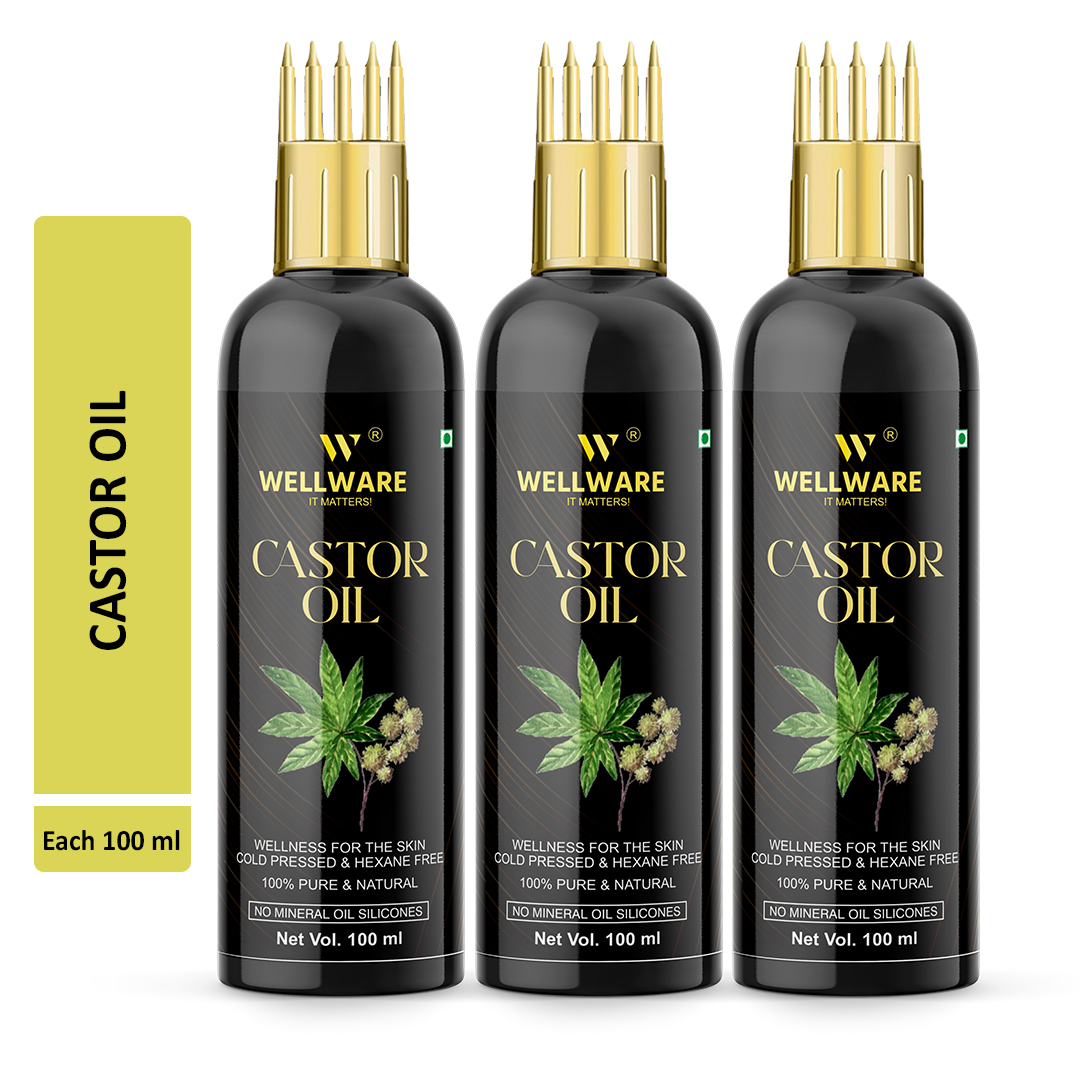 CASTOR OIL
Each 100 ml
W ®
WELLWARE
IT MATTERS!
CASTOR
OIL
WELLNESS FOR THE SKIN
COLD PRESSED & HEXANE FREE
100% PURE & NATURAL
NO MINERAL OIL SILICONES
Net Vol. 100 ml
W ®
WELLWARE
IT MATTERS!
CASTOR
OIL
WELLNESS FOR THE SKIN
COLD PRESSED & HEXANE FREE
100% PURE & NATURAL
NO MINERAL OIL SILICONES
Net Vol. 100 ml
W ®
WELLWARE
IT MATTERS!
CASTOR
OIL
WELLNESS FOR THE SKIN
COLD PRESSED & HEXANE FREE
100% PURE & NATURAL
NO MINERAL OIL SILICONES
Net Vol. 100 ml